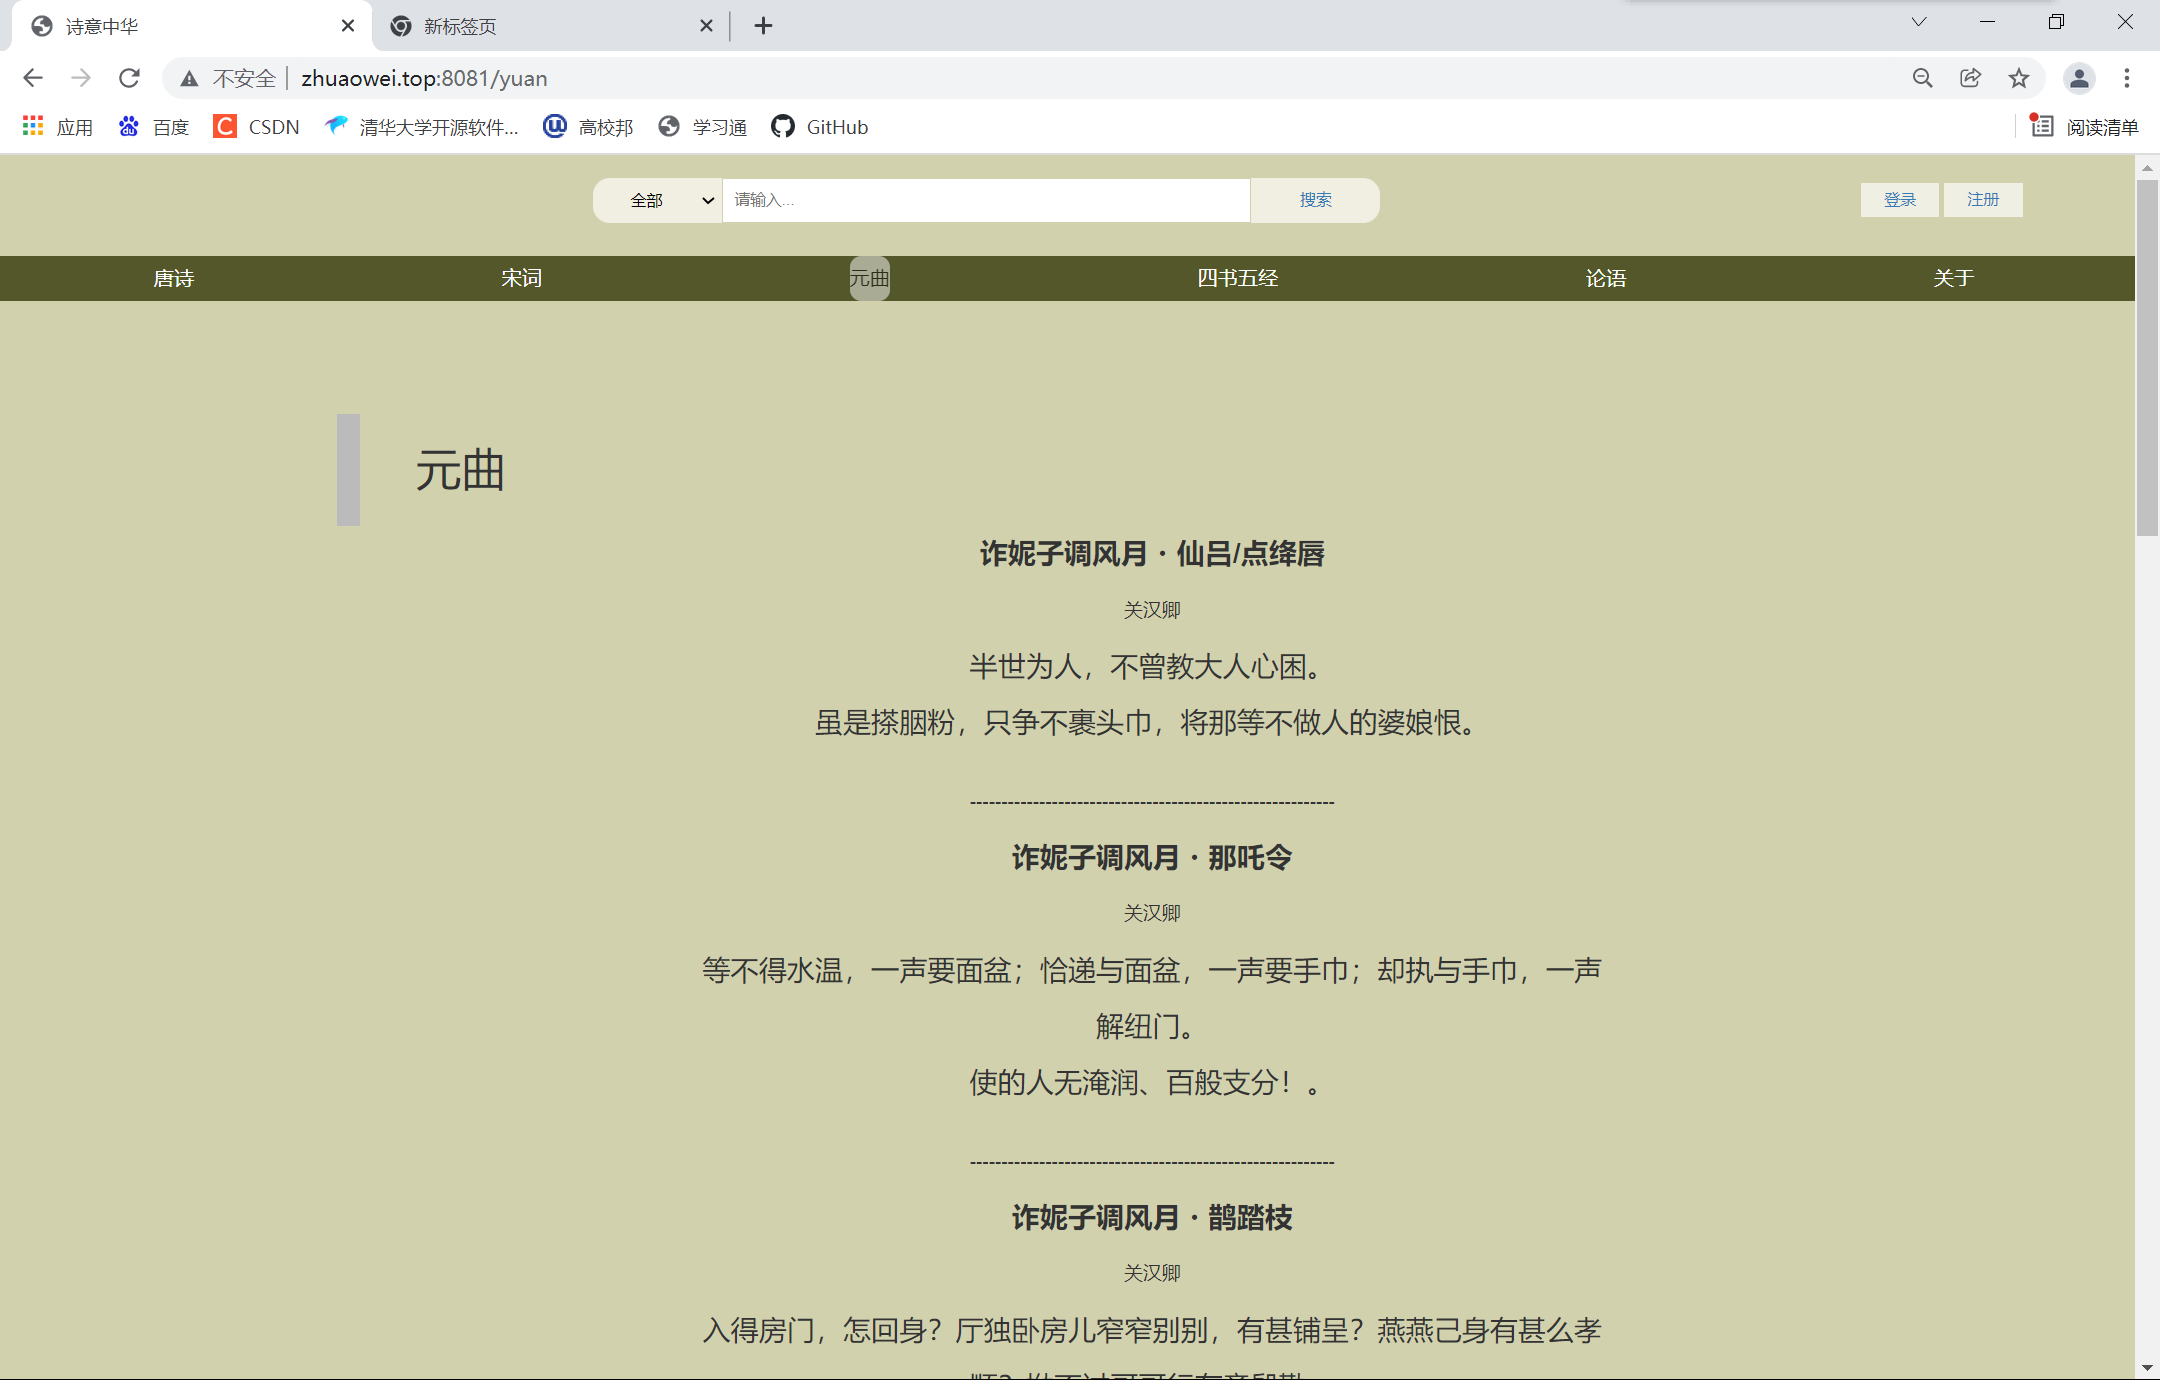 诗意中华
新标签页
不安全 zhuaowei.top:8081/yuan
应用 百度 CSDN 清华大学开源软件... 高校邦 学习通 GitHub 阅读清单
全部 请输入... 搜索 登录 注册
唐诗 宋词 元曲 四书五经 论语 关于
元曲
诈妮子调风月·仙吕/点绛唇
关汉卿
半世为人，不曾教大人心困。
虽是搽胭粉，只争不裹头巾，将那等不做人的婆娘恨。
----------------------------------------------------------
诈妮子调风月·那吒令
关汉卿
等不得水温，一声要面盆；恰递与面盆，一声要手巾；却执与手巾，一声
解纽门。
使的人无淹润、百般支分！。
----------------------------------------------------------
诈妮子调风月·鹊踏枝
关汉卿
入得房门，怎回身？厅独卧房儿窄窄别别，有甚铺呈？燕燕己身有甚么孝